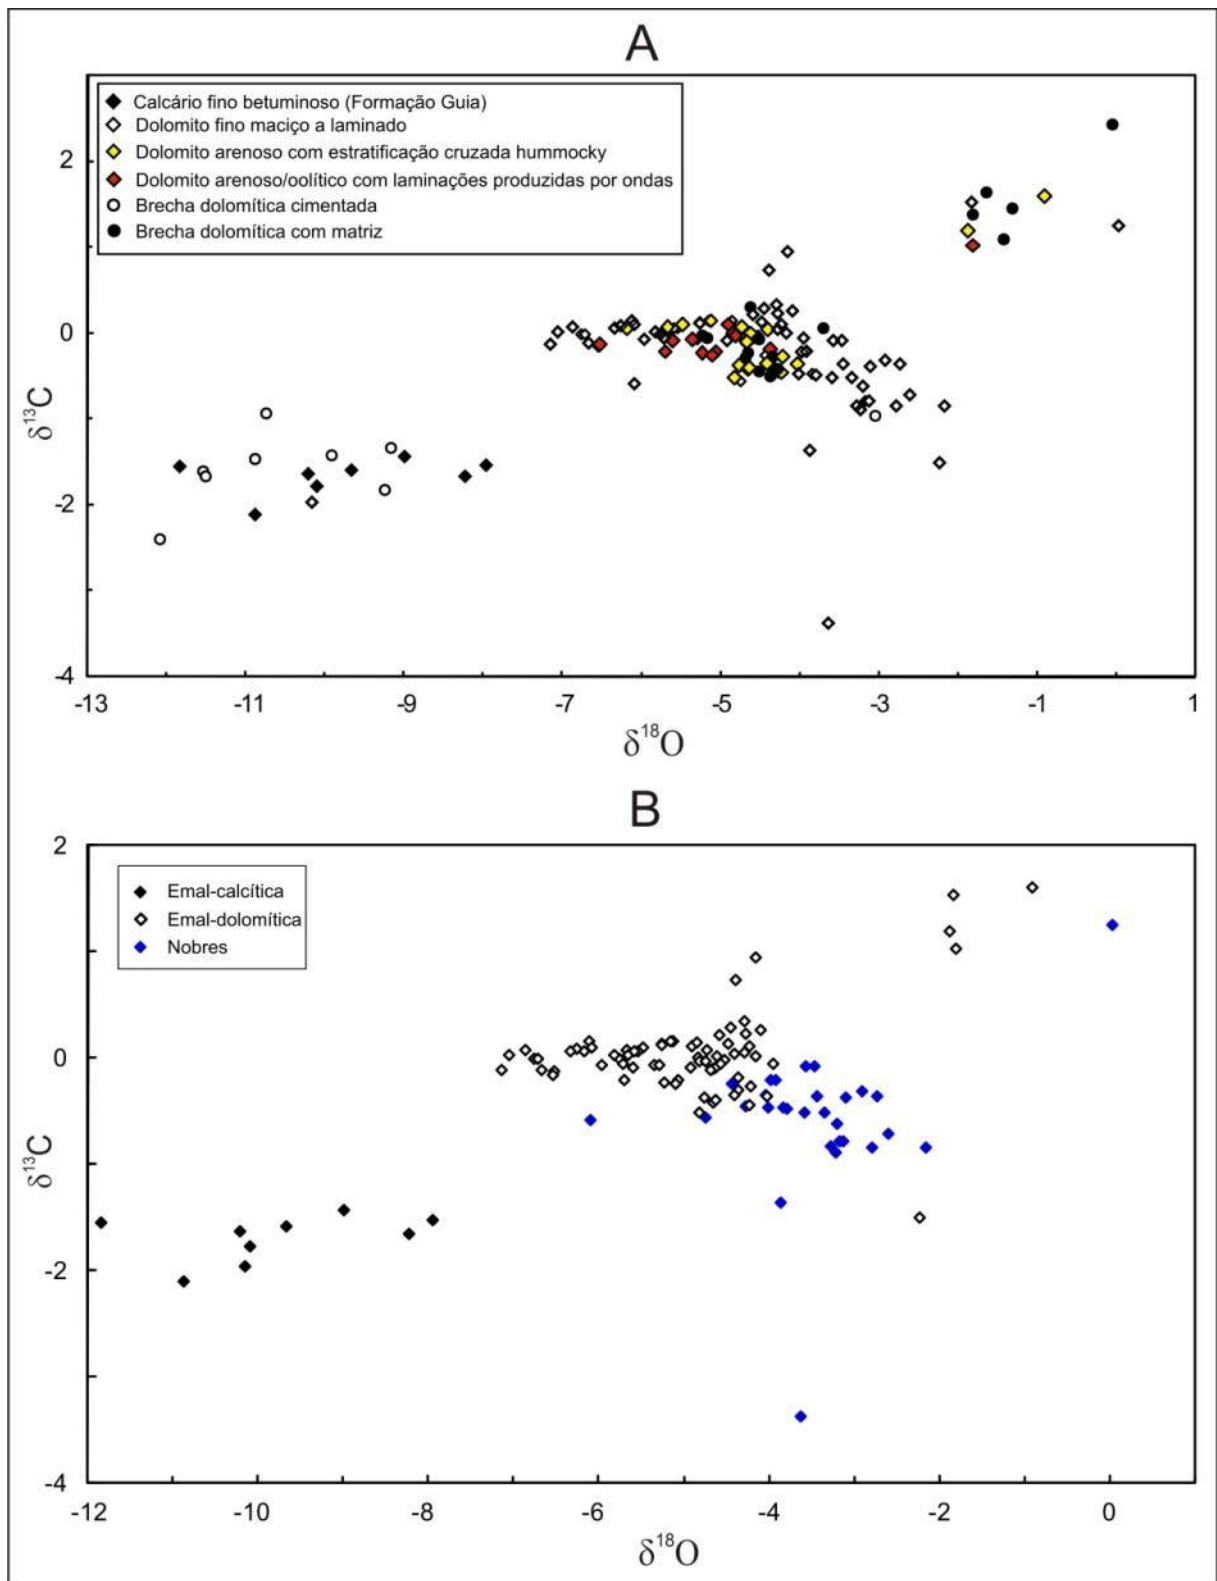 A
Calcário fino betuminoso (Formação Guia)
Dolomito fino maciço a laminado
Dolomito arenoso com estratificação cruzada hummocky
Dolomito arenoso/oolítico com laminações produzidas por ondas
Brecha dolomítica cimentada
Brecha dolomítica com matriz
2
0
-2
-4
δ¹³C
-13 -11 -9 -7 -5 -3 -1 1
δ¹⁸O
B
Emal-calcítica
Emal-dolomítica
Nobres
2
0
-2
-4
δ¹³C
-12 -10 -8 -6 -4 -2 0
δ¹⁸O